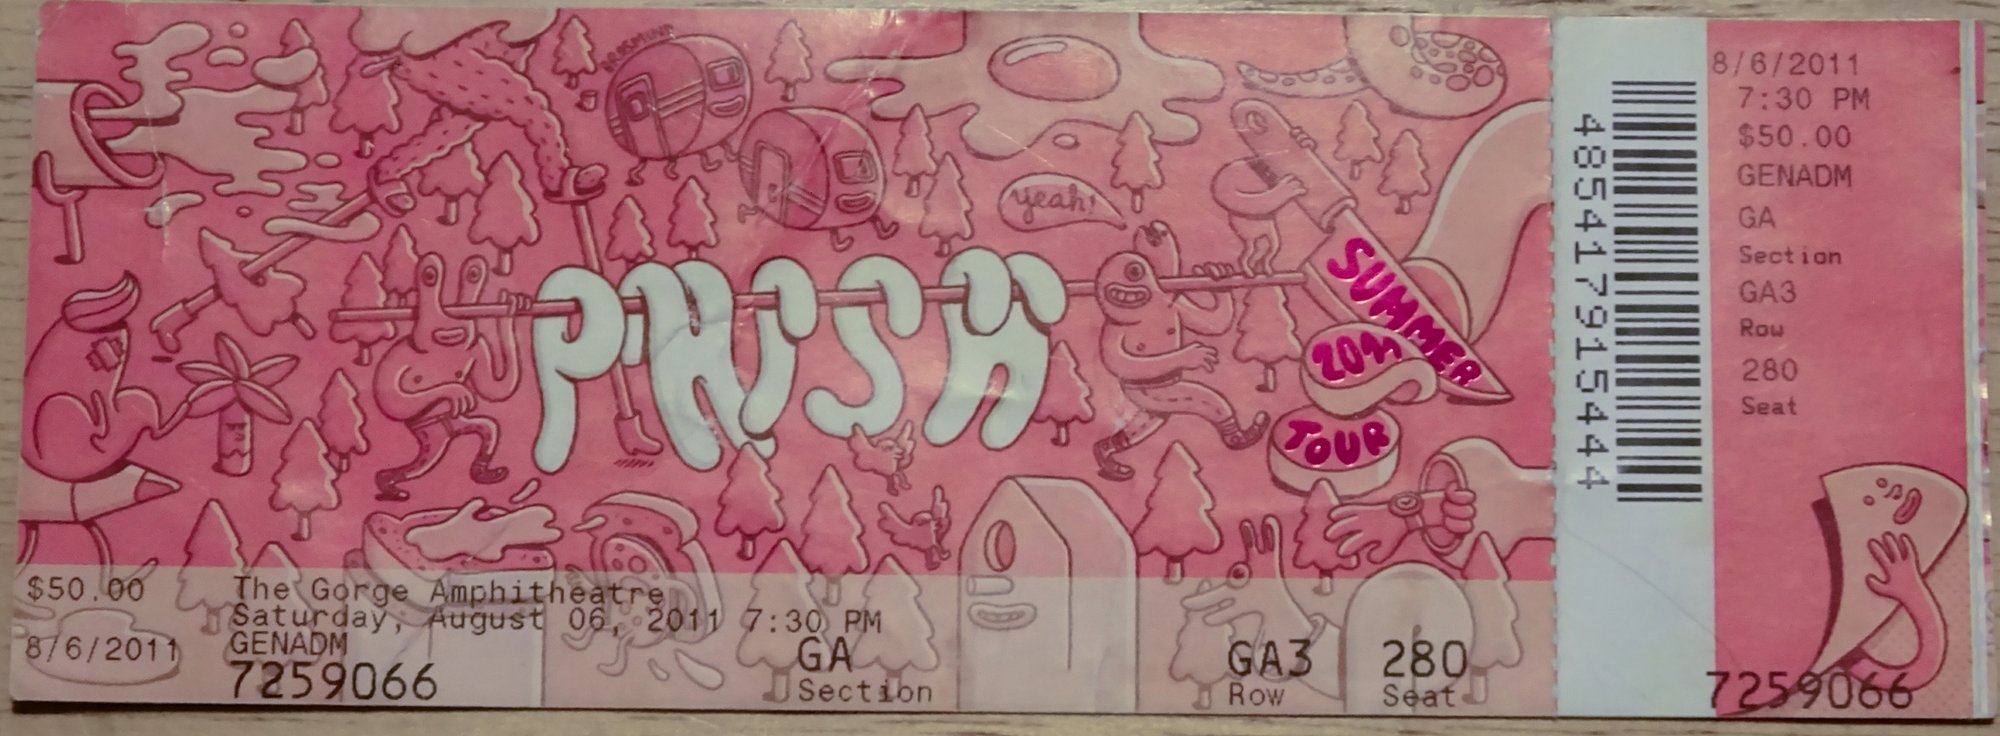 yeah!
PHISH
SUMMER
2011
TOUR
$50.00
8/6/2011
The Gorge Amphitheatre
Saturday, August 06, 2011 7:30 PM
GENADM
7259066
GA
Section
GA3
Row
280
Seat
485417915444
8/6/2011
7:30 PM
$50.00
GENADM
GA
Section
GA3
Row
280
Seat
7259066